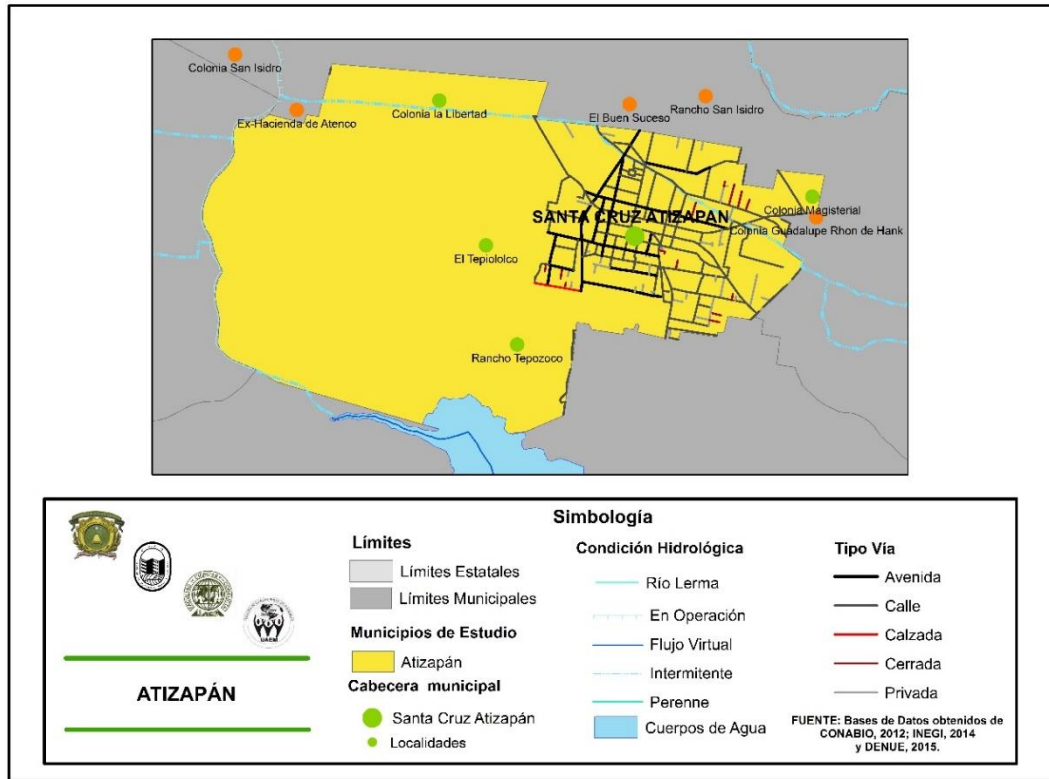 Colonia San Isidro
Ex-Hacienda de Atenco
Colonia la Libertad
El Buen Suceso
Rancho San Isidro
Colonia Magisterial
SANTA CRUZ ATIZAPAN
Colonia Guadalupe Rhon de Hank
El Tepiololco
Rancho Tepozoco
Simbología
Límites
Límites Estatales
Límites Municipales
Municipios de Estudio
Atizapán
Cabecera municipal
Santa Cruz Atizapán
Localidades
Condición Hidrológica
Río Lerma
En Operación
Flujo Virtual
Intermitente
Perenne
Cuerpos de Agua
Tipo Vía
Avenida
Calle
Calzada
Cerrada
Privada
FUENTE: Bases de Datos obtenidos de
CONABIO, 2012; INEGI, 2014
y DENUE, 2015.
ATIZAPÁN
UAEM